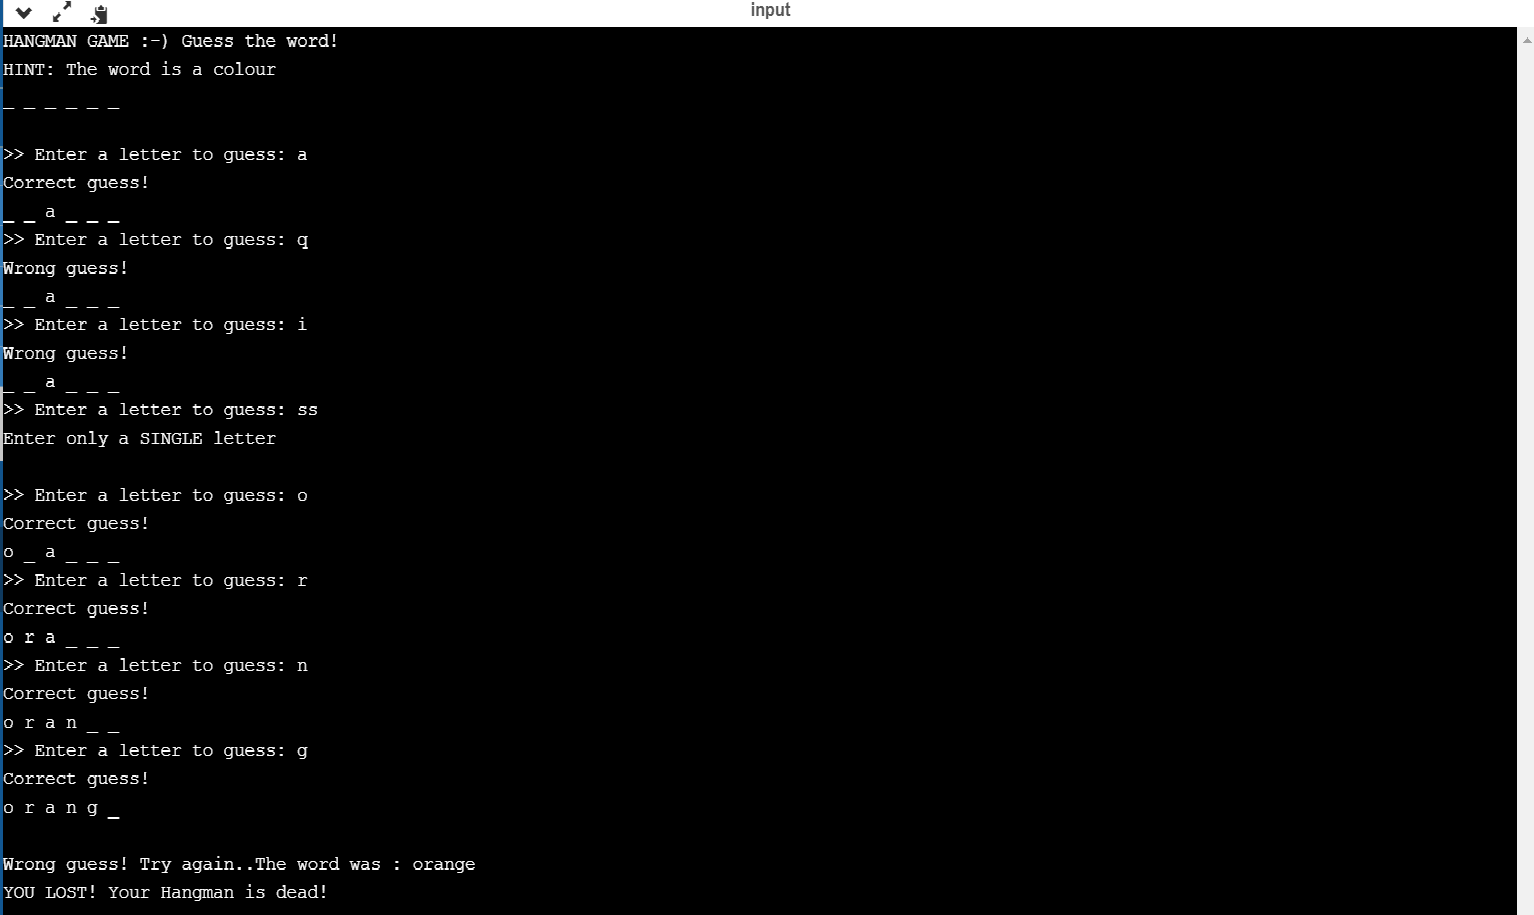 input
HANGMAN GAME :-) Guess the word!
HINT: The word is a colour
_ _ _ _ _ _
>> Enter a letter to guess: a
Correct guess!
_ _ a _ _ _
>> Enter a letter to guess: q
Wrong guess!
_ _ a _ _ _
>> Enter a letter to guess: i
Wrong guess!
_ _ a _ _ _
>> Enter a letter to guess: ss
Enter only a SINGLE letter
>> Enter a letter to guess: o
Correct guess!
o _ a _ _ _
>> Enter a letter to guess: r
Correct guess!
o r a _ _ _
>> Enter a letter to guess: n
Correct guess!
o r a n _ _
>> Enter a letter to guess: g
Correct guess!
o r a n g _
Wrong guess! Try again..The word was : orange
YOU LOST! Your Hangman is dead!